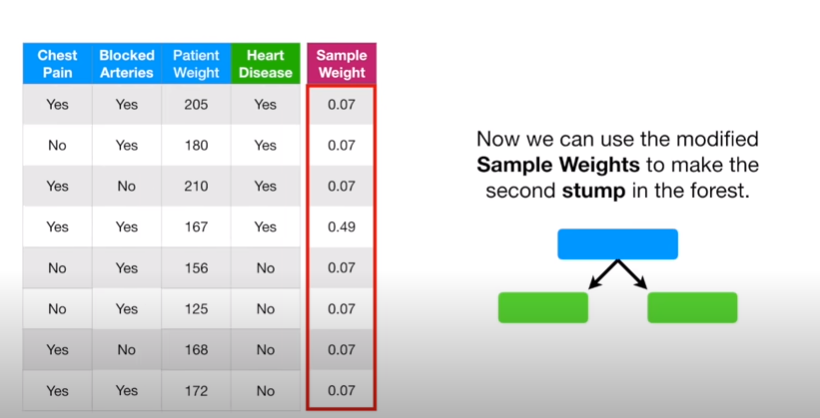 Chest Pain Blocked Arteries Patient Weight Heart Disease Sample Weight
Yes Yes 205 Yes 0.07
No Yes 180 Yes 0.07
Yes No 210 Yes 0.07
Yes Yes 167 Yes 0.49
No Yes 156 No 0.07
No Yes 125 No 0.07
Yes No 168 No 0.07
Yes Yes 172 No 0.07
Now we can use the modified
Sample Weights to make the
second stump in the forest.